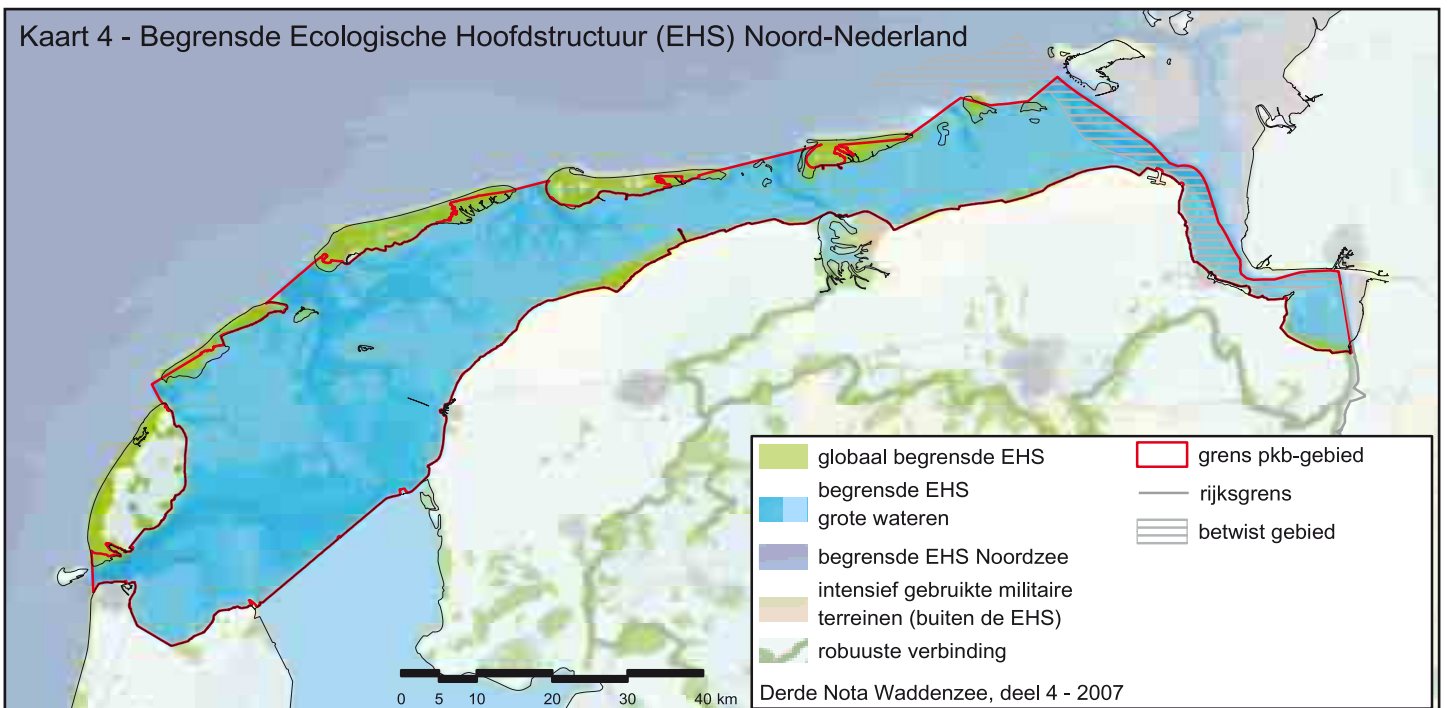 Kaart 4 - Begrensde Ecologische Hoofdstructuur (EHS) Noord-Nederland
globaal begrensde EHS
begrensde EHS
grote wateren
begrensde EHS Noordzee
intensief gebruikte militaire
terreinen (buiten de EHS)
robuuste verbinding
grens pkb-gebied
rijksgrens
betwist gebied
0 5 10 20 30 40 km
Derde Nota Waddenzee, deel 4 - 2007